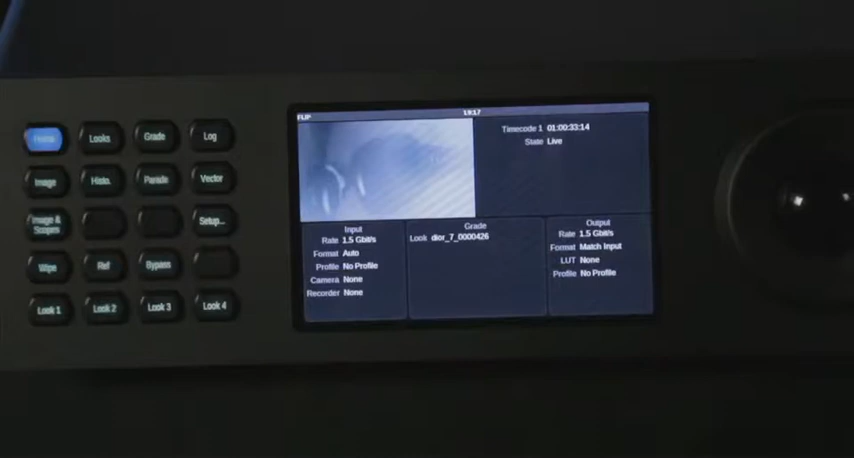 Home Looks Grade Log
Image Histo. Parade Vector
Image & Scopes Setup...
Wipe Ref Bypass
Look 1 Look 2 Look 3 Look 4
FLIP 19:17
Timecode 1 01:00:33:14
State Live
Input
Rate 1.5 Gbit/s
Format Auto
Profile No Profile
Camera None
Recorder None
Grade
Look dior_7_0000426
Output
Rate 1.5 Gbit/s
Format Match Input
LUT None
Profile No Profile